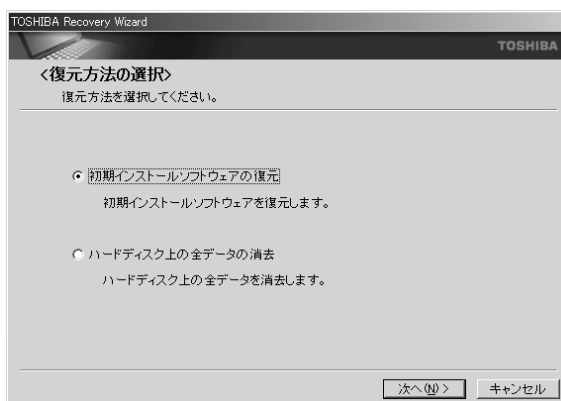 TOSHIBA Recovery Wizard
TOSHIBA
<復元方法の選択>
復元方法を選択してください。
初期インストールソフトウェアの復元
初期インストールソフトウェアを復元します。
ハードディスク上の全データの消去
ハードディスク上の全データを消去します。
次へ(N) >
キャンセル